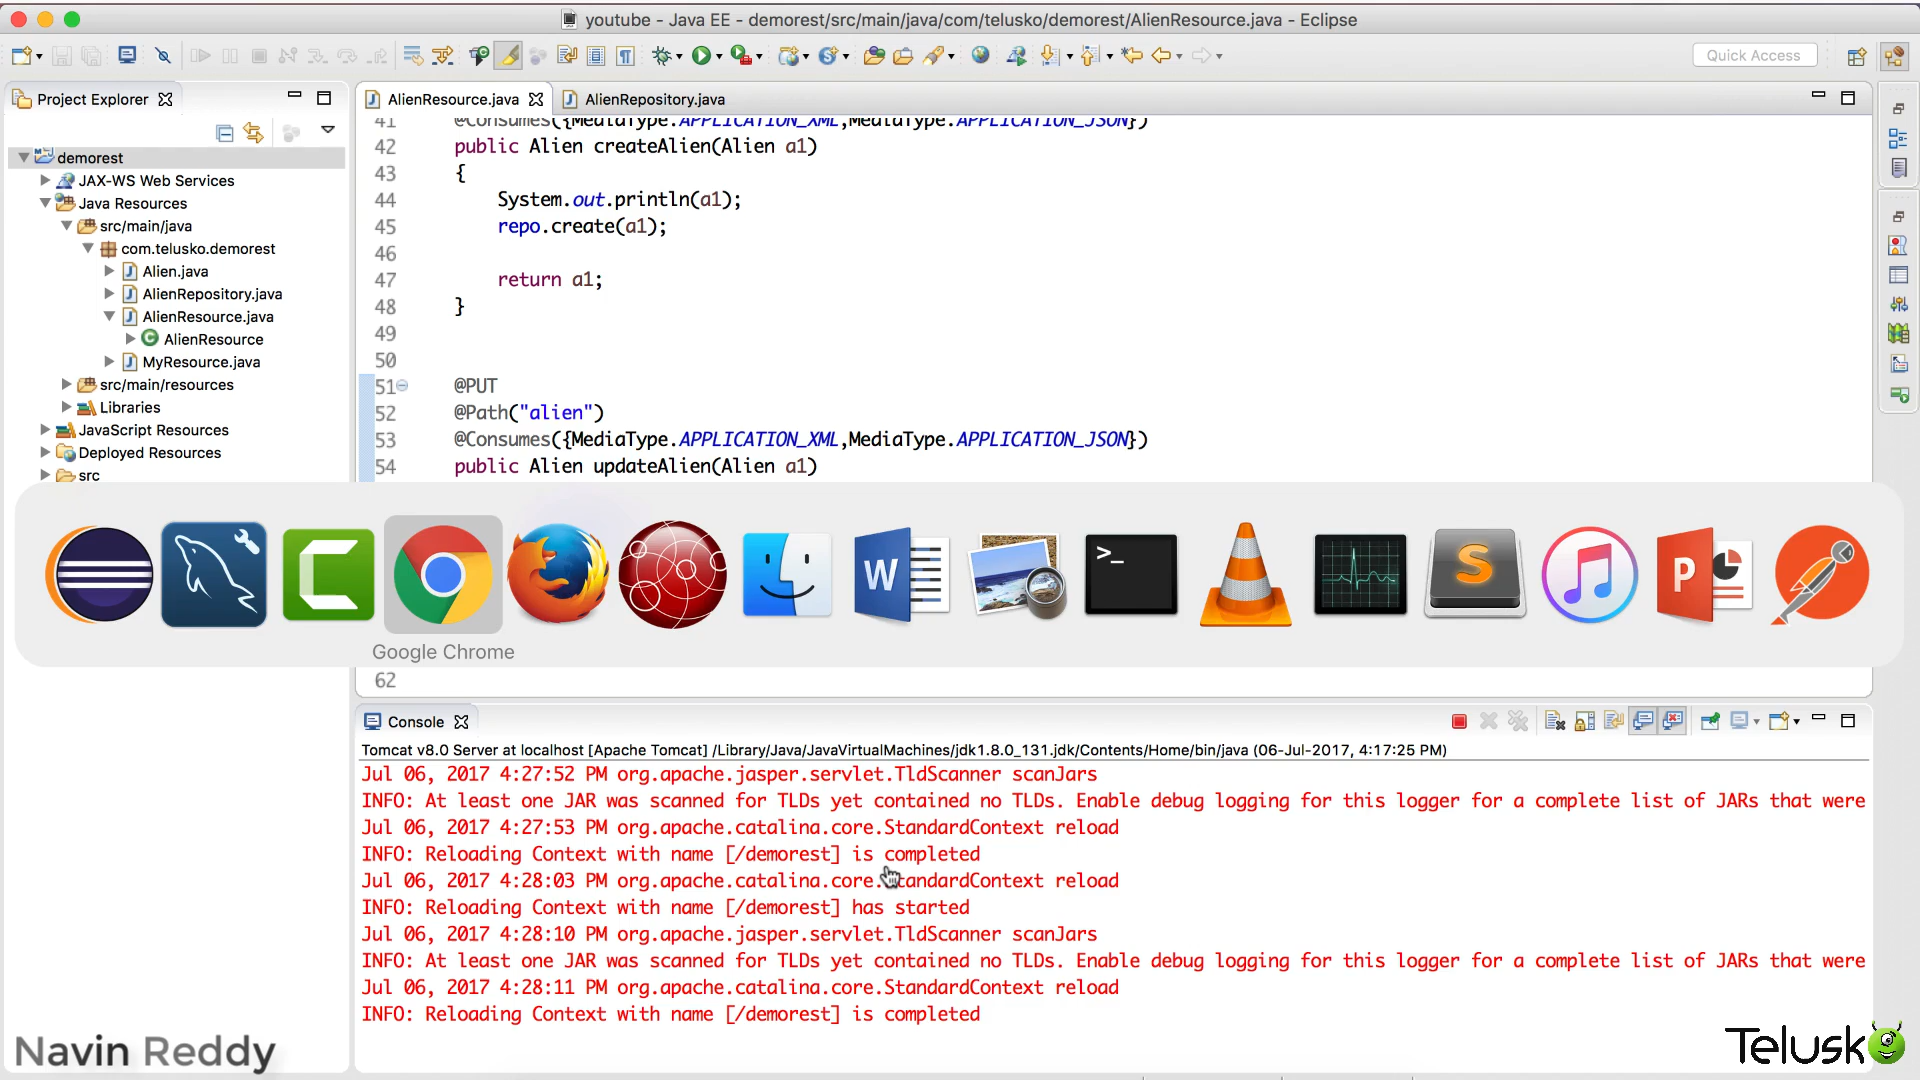 youtube - Java EE - demorest/src/main/java/com/telusko/demorest/AlienResource.java - Eclipse
Quick Access
Project Explorer
AlienResource.java
AlienRepository.java
demorest
JAX-WS Web Services
Java Resources
src/main/java
com.telusko.demorest
Alien.java
AlienRepository.java
AlienResource.java
AlienResource
MyResource.java
src/main/resources
Libraries
JavaScript Resources
Deployed Resources
src
41 @Consumes({MediaType.APPLICATION_XML,MediaType.APPLICATION_JSON})
42 public Alien createAlien(Alien a1)
43 {
44 System.out.println(a1);
45 repo.create(a1);
46
47 return a1;
48 }
49
50
51 @PUT
52 @Path("alien")
53 @Consumes({MediaType.APPLICATION_XML,MediaType.APPLICATION_JSON})
54 public Alien updateAlien(Alien a1)
W
>_
S
P
Google Chrome
62
Console
Tomcat v8.0 Server at localhost [Apache Tomcat] /Library/Java/JavaVirtualMachines/jdk1.8.0_131.jdk/Contents/Home/bin/java (06-Jul-2017, 4:17:25 PM)
Jul 06, 2017 4:27:52 PM org.apache.jasper.servlet.TldScanner scanJars
INFO: At least one JAR was scanned for TLDs yet contained no TLDs. Enable debug logging for this logger for a complete list of JARs that were
Jul 06, 2017 4:27:53 PM org.apache.catalina.core.StandardContext reload
INFO: Reloading Context with name [/demorest] is completed
Jul 06, 2017 4:28:03 PM org.apache.catalina.core.StandardContext reload
INFO: Reloading Context with name [/demorest] has started
Jul 06, 2017 4:28:10 PM org.apache.jasper.servlet.TldScanner scanJars
INFO: At least one JAR was scanned for TLDs yet contained no TLDs. Enable debug logging for this logger for a complete list of JARs that were
Jul 06, 2017 4:28:11 PM org.apache.catalina.core.StandardContext reload
INFO: Reloading Context with name [/demorest] is completed
Navin Reddy
Telusko